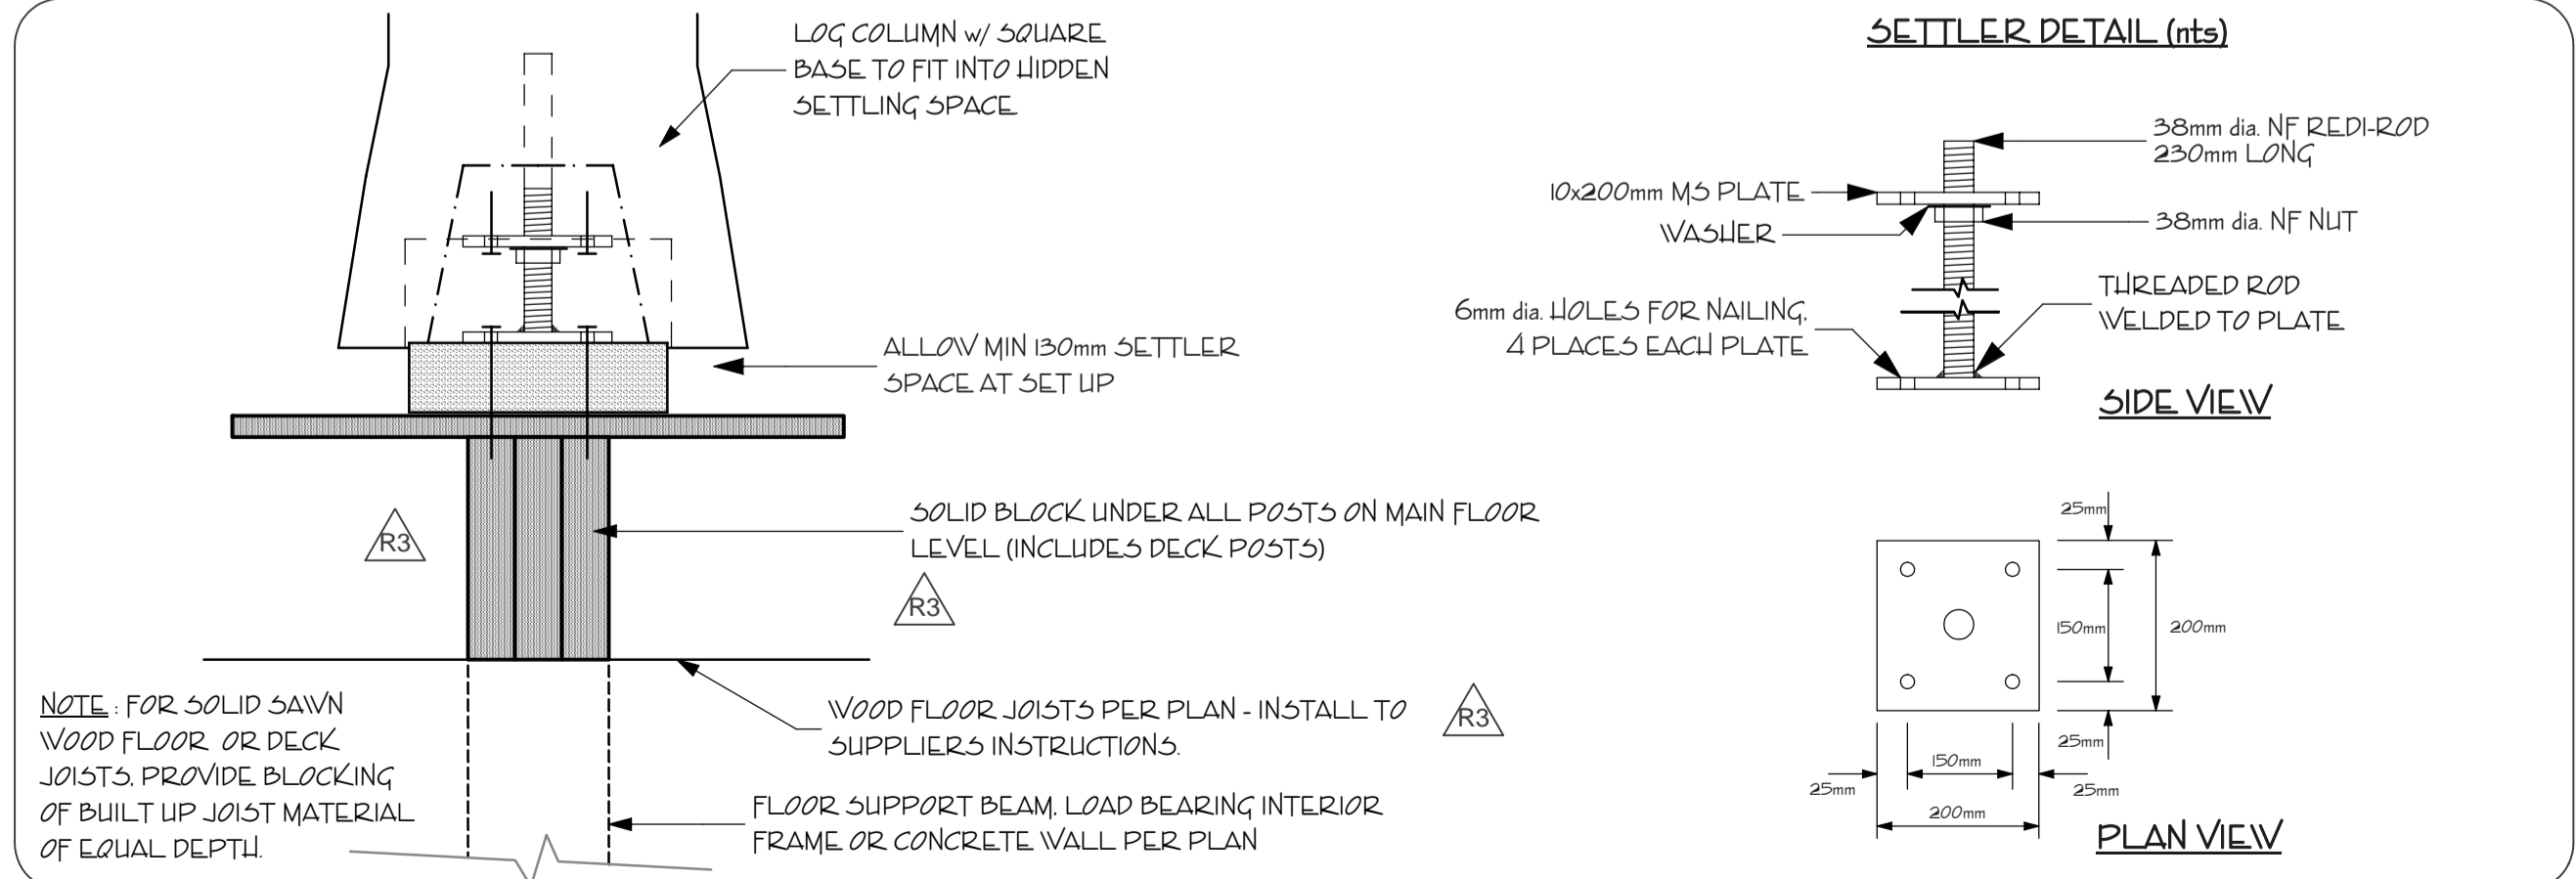 LOG COLUMN w/ SQUARE
BASE TO FIT INTO HIDDEN
SETTLING SPACE.
ALLOW MIN 130mm SETTLER
SPACE AT SET UP
SOLID BLOCK UNDER ALL POSTS ON MAIN FLOOR
LEVEL (INCLUDES DECK POSTS)
R3
R3
WOOD FLOOR JOISTS PER PLAN - INSTALL TO
SUPPLIERS INSTRUCTIONS.
R3
NOTE : FOR SOLID SAWN
WOOD FLOOR OR DECK
JOISTS, PROVIDE BLOCKING
OF BUILT UP JOIST MATERIAL
OF EQUAL DEPTH.
FLOOR SUPPORT BEAM, LOAD BEARING INTERIOR
FRAME OR CONCRETE WALL PER PLAN
SETTLER DETAIL (nts)
38mm dia. NF REDI-ROD
230mm LONG
10x200mm MS PLATE
WASHER
38mm dia. NF NUT
6mm dia. HOLES FOR NAILING,
4 PLACES EACH PLATE
THREADED ROD
WELDED TO PLATE
SIDE VIEW
25mm
150mm
200mm
25mm
25mm
150mm
25mm
200mm
PLAN VIEW